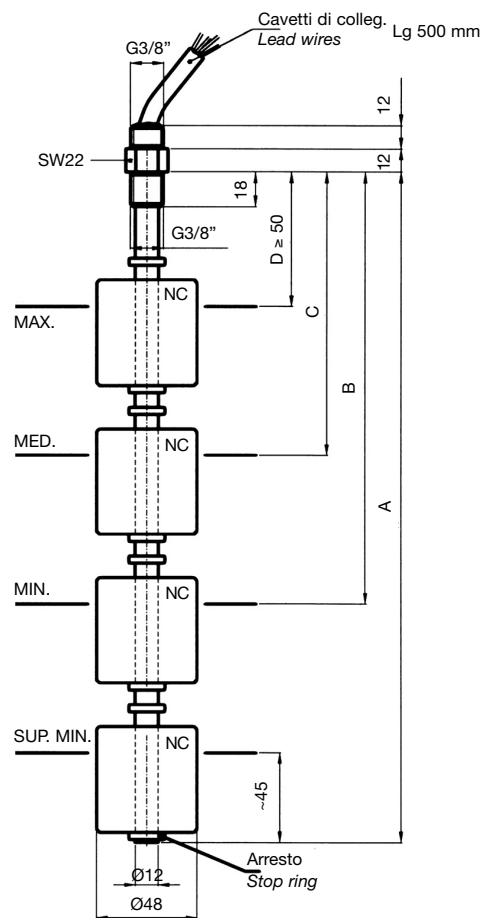 Cavetti di colleg.
Lead wires
Lg 500 mm
G3/8”
12
SW22
12
18
G3/8”
D ≥ 50
NC
MAX.
C
B
MED.
NC
A
MIN.
NC
SUP. MIN.
NC
~45
Arresto
Stop ring
Ø12
Ø48